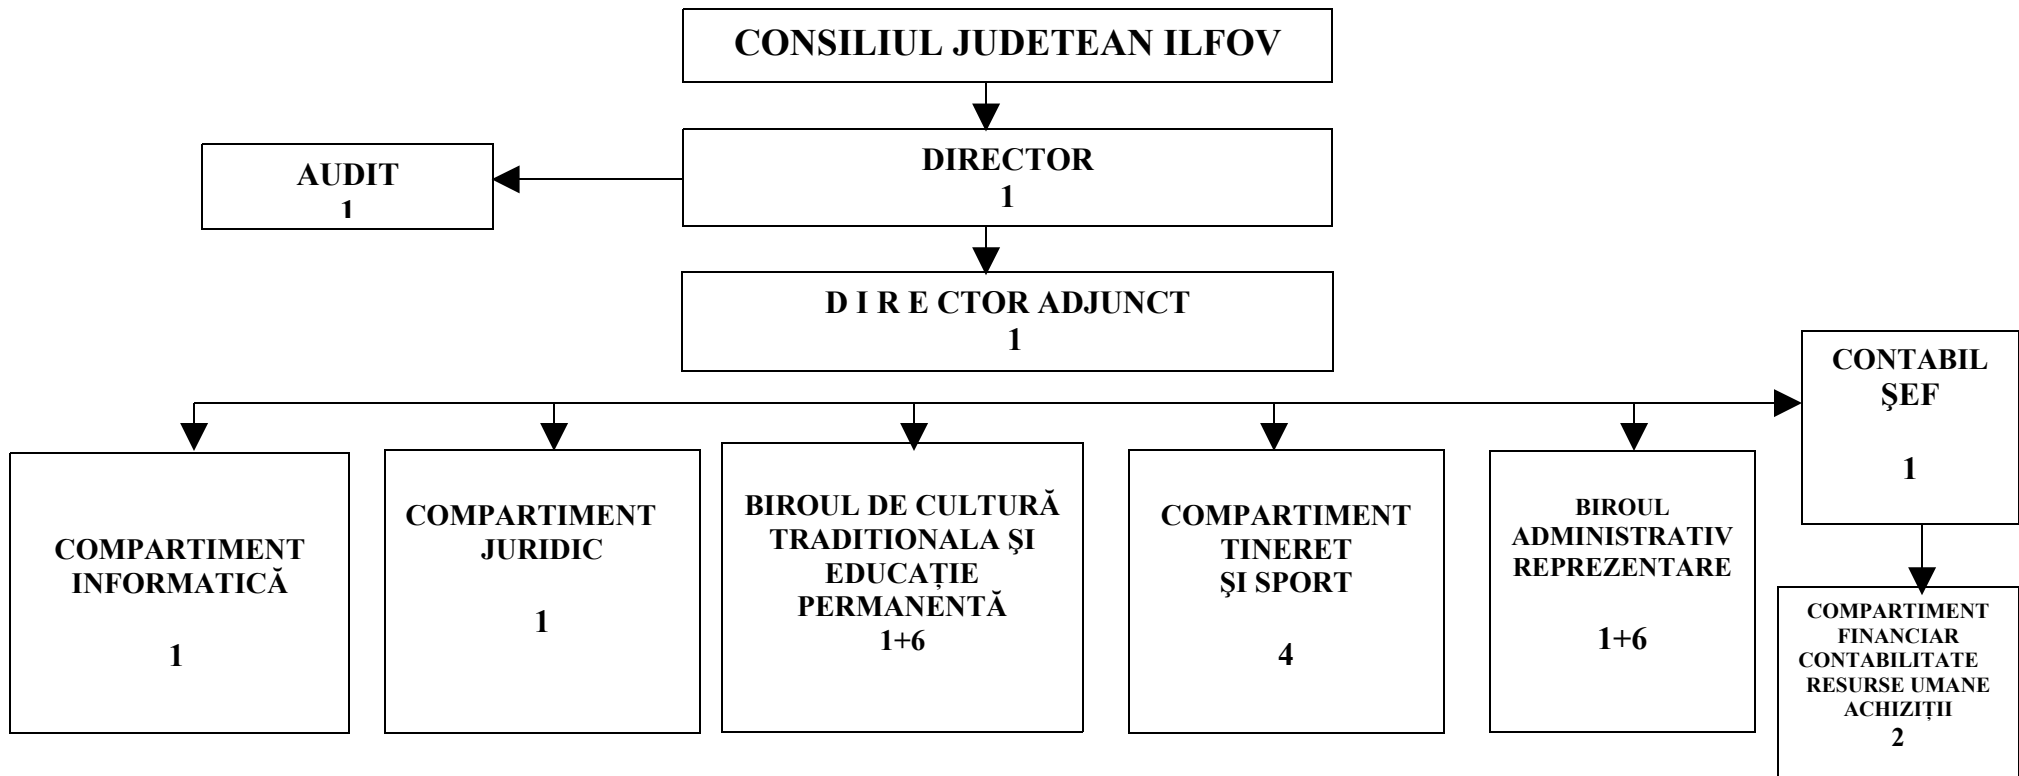 CONSILIUL JUDETEAN ILFOV
DIRECTOR
1
AUDIT
1
D I R E CTOR ADJUNCT
1
CONTABIL
ŞEF
1
COMPARTIMENT
INFORMATICĂ
1
COMPARTIMENT
JURIDIC
1
BIROUL DE CULTURĂ
TRADITIONALA ŞI
EDUCAȚIE
PERMANENTĂ
1+6
COMPARTIMENT
TINERET
ŞI SPORT
4
BIROUL
ADMINISTRATIV
REPREZENTARE
1+6
COMPARTIMENT
FINANCIAR
CONTABILITATE
RESURSE UMANE
ACHIZIȚII
2